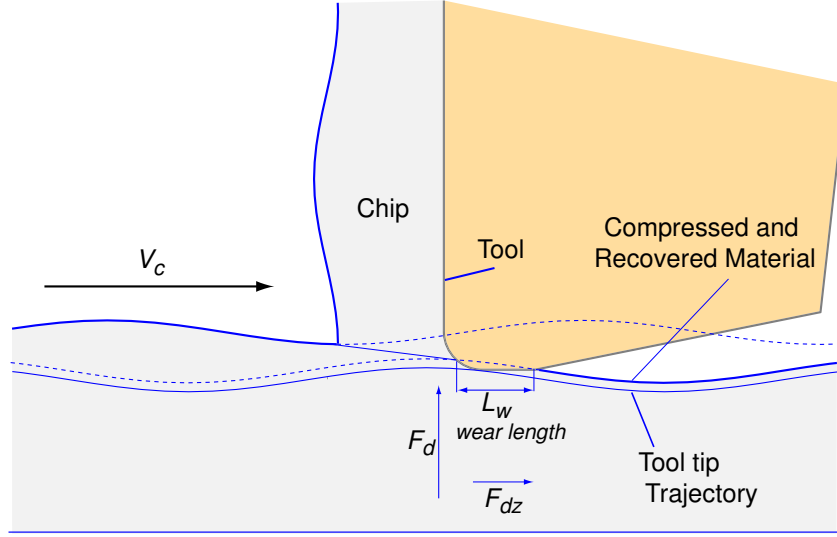 Chip
Compressed and
Recovered Material
Tool
V_c
L_w
wear length
F_d
F_dz
Tool tip
Trajectory